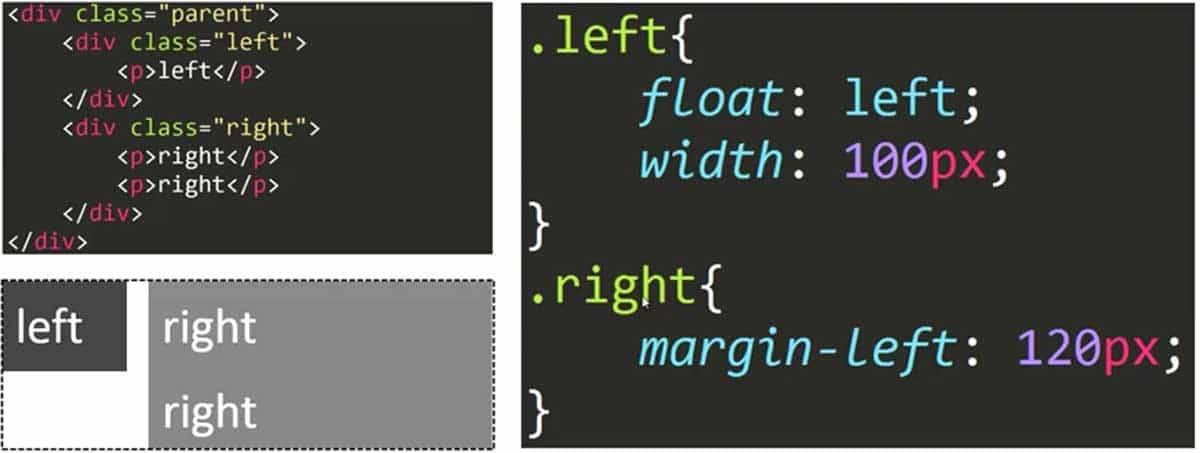 <div class="parent">
    <div class="left">
        <p>left</p>
    </div>
    <div class="right">
        <p>right</p>
        <p>right</p>
    </div>
</div>
left right
right
.left{
    float: left;
    width: 100px;
}
.right{
    margin-left: 120px;
}